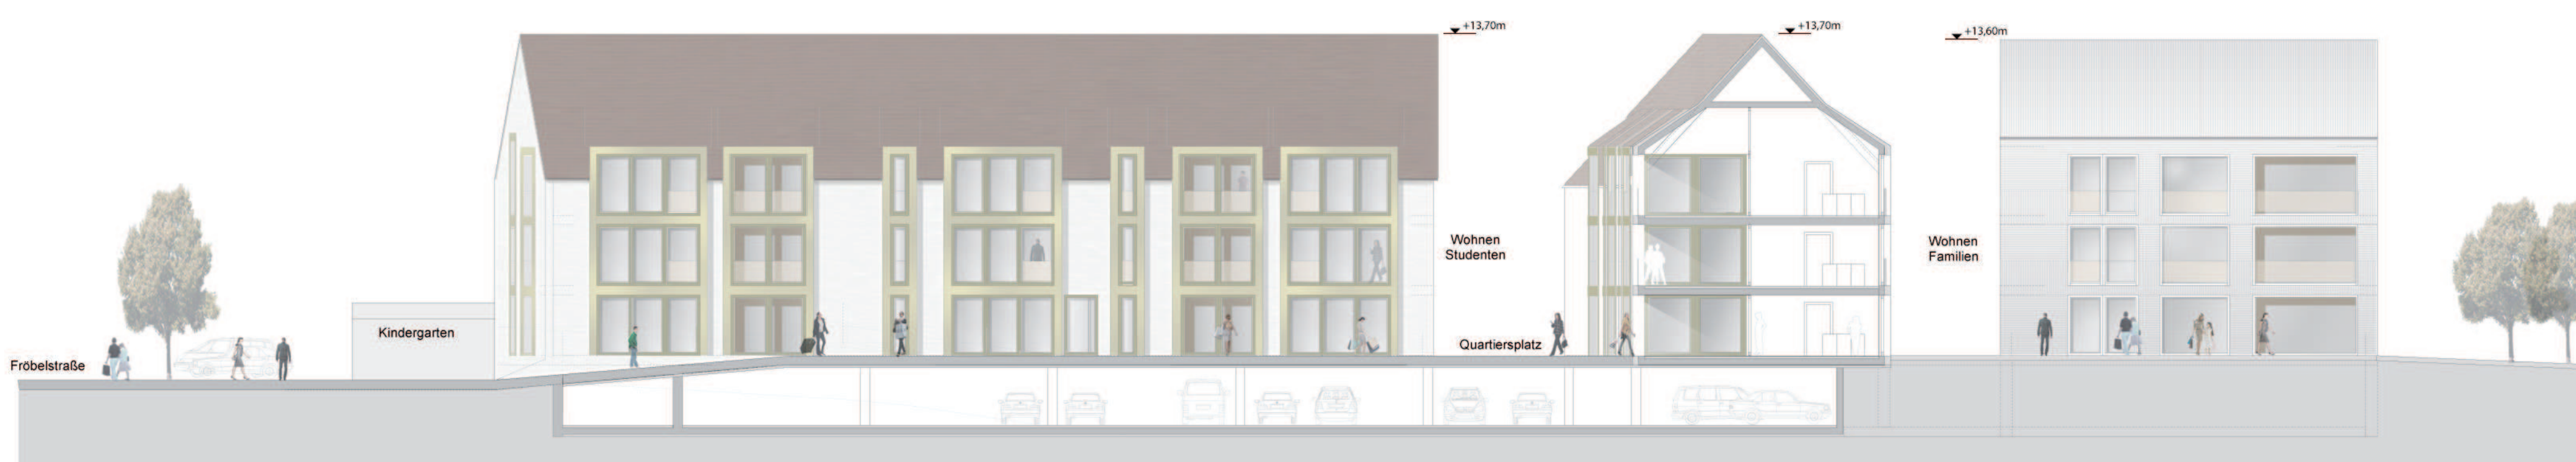 +13,70m
+13,70m
+13,60m
Wohnen
Studenten
Wohnen
Familien
Kindergarten
Quartiersplatz
Fröbelstraße